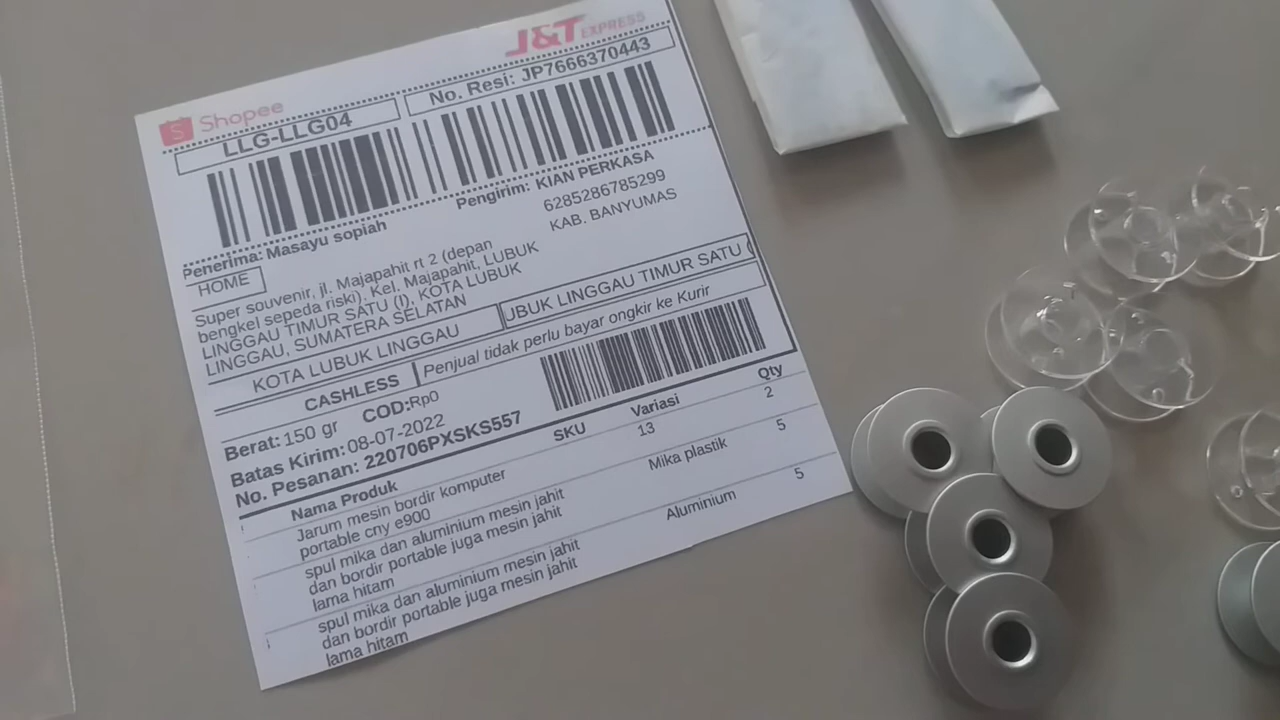 J&T EXPRESS
Shopee
LLG-LLG04
No. Resi: JP7666370443
Penerima: Masayu sopiah
Pengirim: KIAN PERKASA
6285286785299
KAB. BANYUMAS
HOME
Super souvenir, jl. Majapahit rt 2 (depan
bengkel sepeda riski), Kel. Majapahit, LUBUK
LINGGAU TIMUR SATU (I), KOTA LUBUK
LINGGAU, SUMATERA SELATAN
KOTA LUBUK LINGGAU
UBUK LINGGAU TIMUR SATU (
CASHLESS
Penjual tidak perlu bayar ongkir ke Kurir
Berat: 150 gr
COD:Rp0
Batas Kirim: 08-07-2022
No. Pesanan: 220706PXSKS557
Nama Produk SKU Variasi Qty
Jarum mesin bordir komputer 13 2
portable cny e900
spul mika dan aluminium mesin jahit Mika plastik 5
dan bordir portable juga mesin jahit
lama hitam
spul mika dan aluminium mesin jahit Aluminium 5
dan bordir portable juga mesin jahit
lama hitam